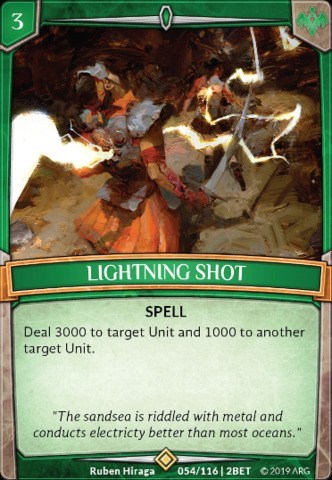 3
LIGHTNING SHOT
SPELL
Deal 3000 to target Unit and 1000 to another
target Unit.
"The sandsea is riddled with metal and
conducts electricty better than most oceans."
Ruben Hiraga 054/116 | 2BET © 2019 ARG